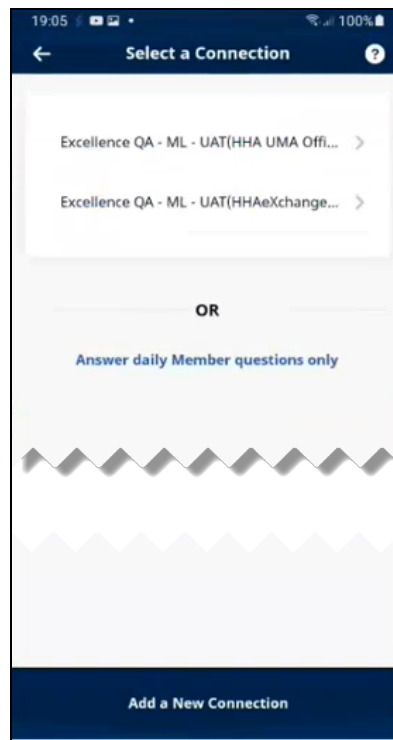 19:05 100%
Select a Connection ?
Excellence QA - ML - UAT(HHA UMA Offi...
Excellence QA - ML - UAT(HHAeXchange...
OR
Answer daily Member questions only
Add a New Connection